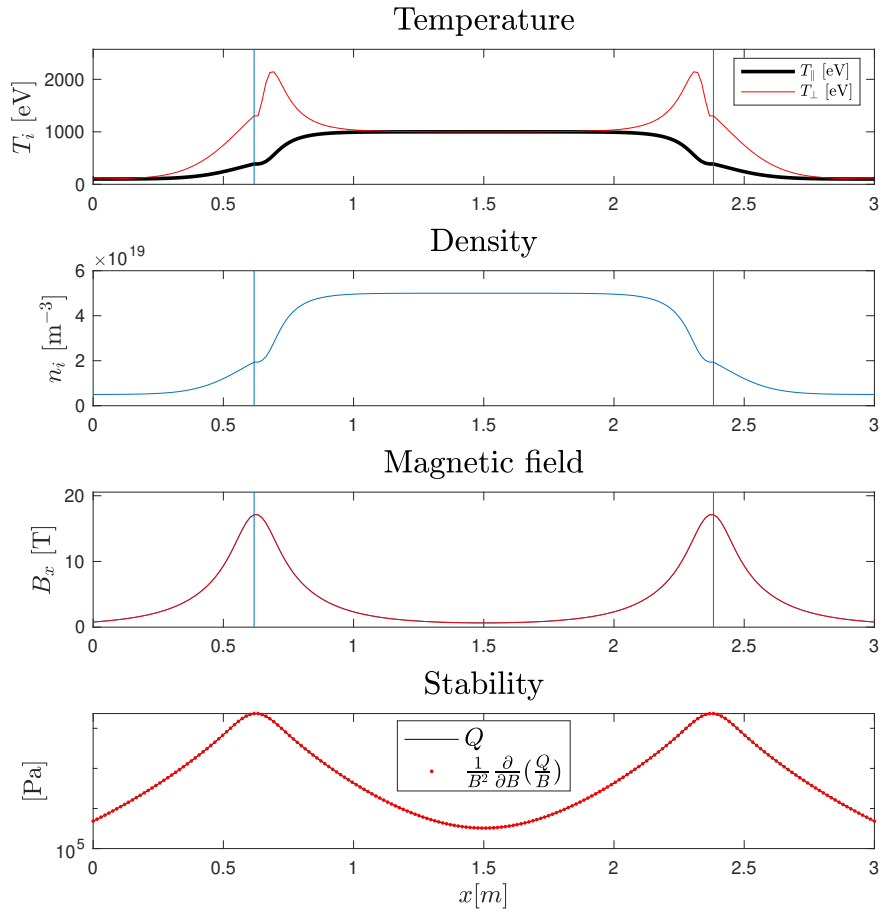 Temperature
T_i [eV]
2000
1000
0
T_∥ [eV]
T_⊥ [eV]
0 0.5 1 1.5 2 2.5 3
Density
×10^19
n_i [m^−3]
6
4
2
0
0 0.5 1 1.5 2 2.5 3
Magnetic field
B_x [T]
20
10
0
0 0.5 1 1.5 2 2.5 3
Stability
[Pa]
Q
1/B^2 ∂/∂B(Q/B)
10^5
0 0.5 1 1.5 2 2.5 3
x[m]